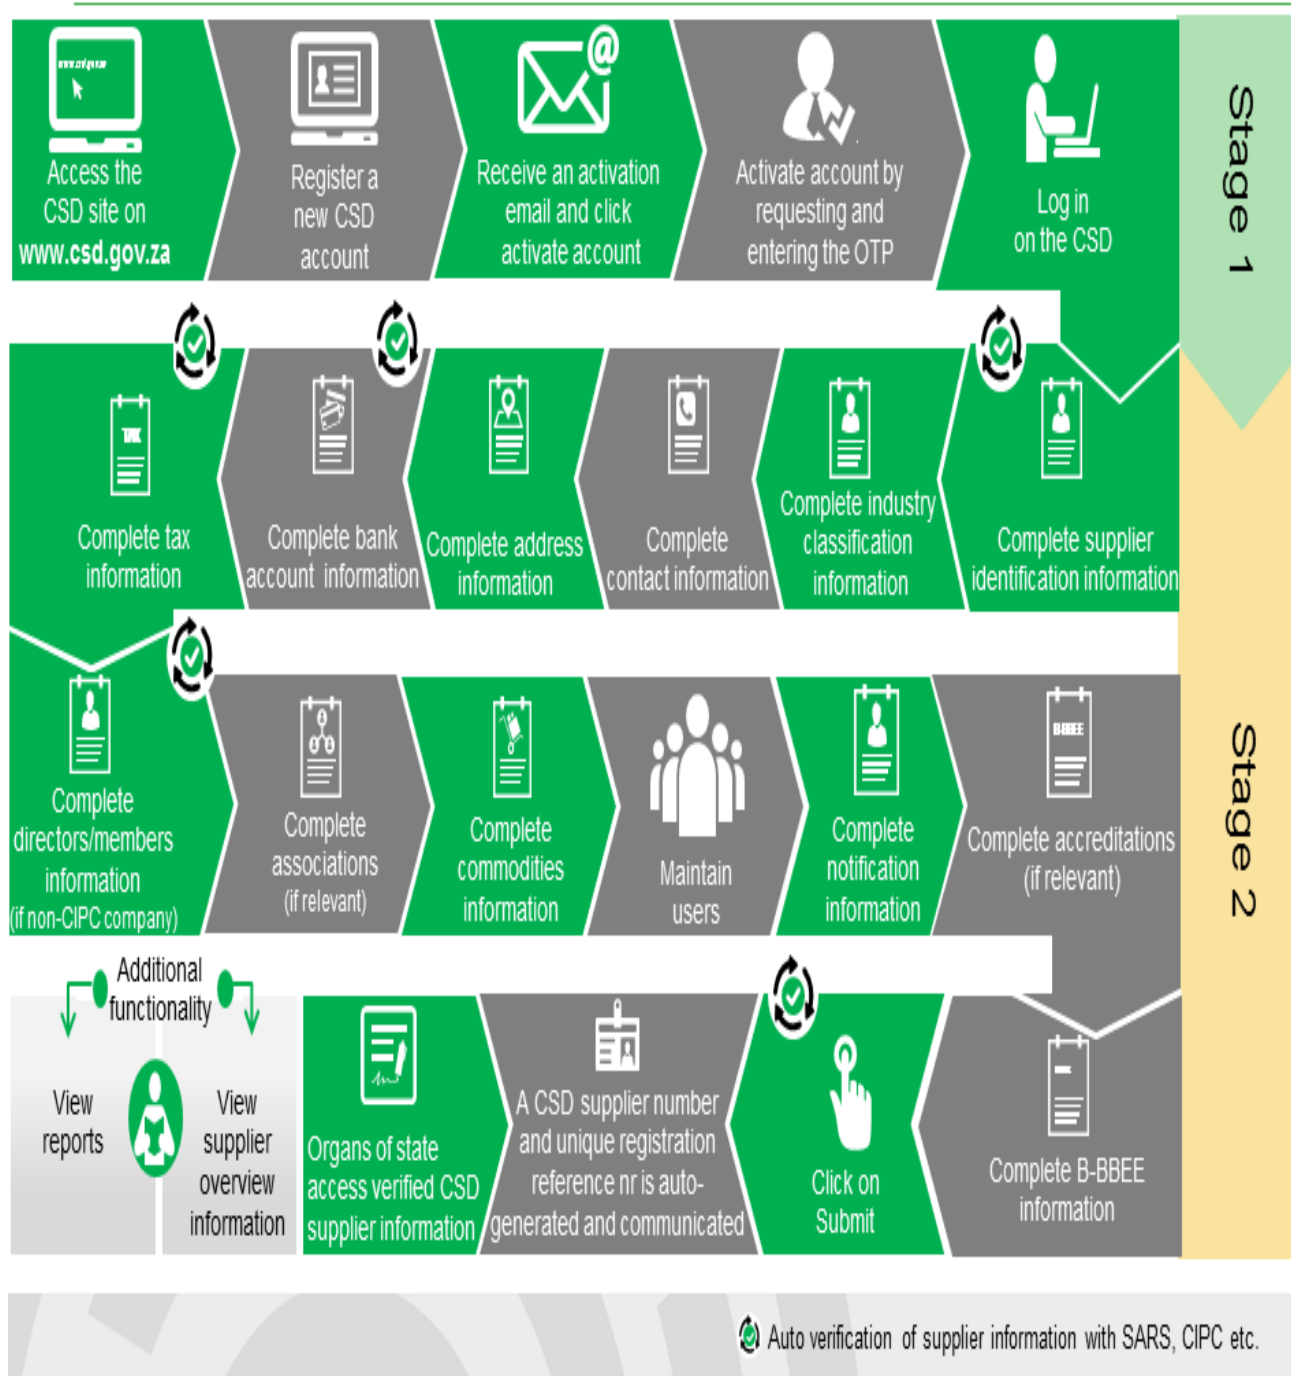 www.csd.gov.za
Access the
CSD site on
www.csd.gov.za
Register a
new CSD
account
@
Receive an activation
email and click
activate account
Activate account by
requesting and
entering the OTP
Log in
on the CSD
Stage 1
TAX
Complete tax
information
Complete bank
account information
Complete address
information
Complete
contact information
Complete industry
classification
information
Complete supplier
identification information
Complete
directors/members
information
(if non-CIPC company)
Complete
associations
(if relevant)
Complete
commodities
information
Maintain
users
Complete
notification
information
B-BBEE
Complete accreditations
(if relevant)
Stage 2
Additional
functionality
View
reports
View
supplier
overview
information
Organs of state
access verified CSD
supplier information
A CSD supplier number
and unique registration
reference nr is auto-
generated and communicated
Click on
Submit
Complete B-BBEE
information
Auto verification of supplier information with SARS, CIPC etc.